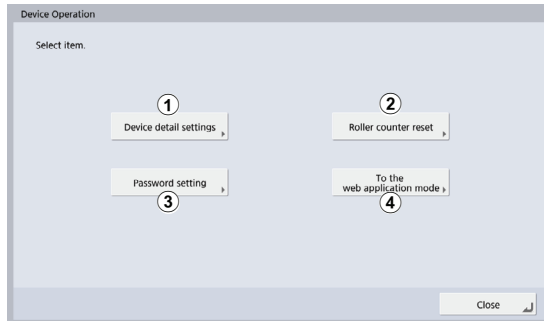 Device Operation
Select item.
1
2
Device detail settings
Roller counter reset
Password setting
To the
web application mode
3
4
Close